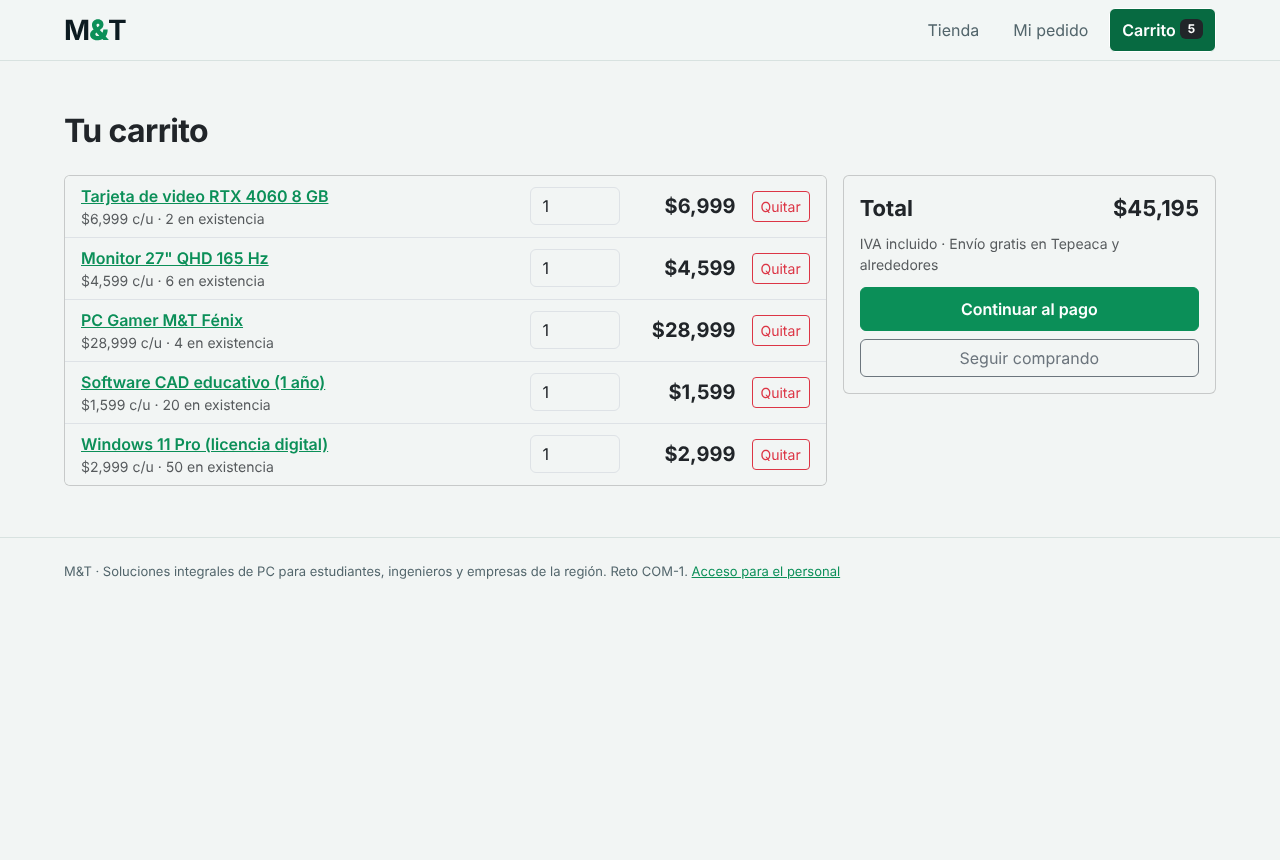 M&T
Tienda
Mi pedido
Carrito 5
Tu carrito
Tarjeta de video RTX 4060 8 GB
$6,999 c/u · 2 en existencia
1
$6,999
Quitar
Monitor 27" QHD 165 Hz
$4,599 c/u · 6 en existencia
1
$4,599
Quitar
PC Gamer M&T Fénix
$28,999 c/u · 4 en existencia
1
$28,999
Quitar
Software CAD educativo (1 año)
$1,599 c/u · 20 en existencia
1
$1,599
Quitar
Windows 11 Pro (licencia digital)
$2,999 c/u · 50 en existencia
1
$2,999
Quitar
Total
$45,195
IVA incluido · Envío gratis en Tepeaca y
alrededores
Continuar al pago
Seguir comprando
M&T · Soluciones integrales de PC para estudiantes, ingenieros y empresas de la región. Reto COM-1. Acceso para el personal